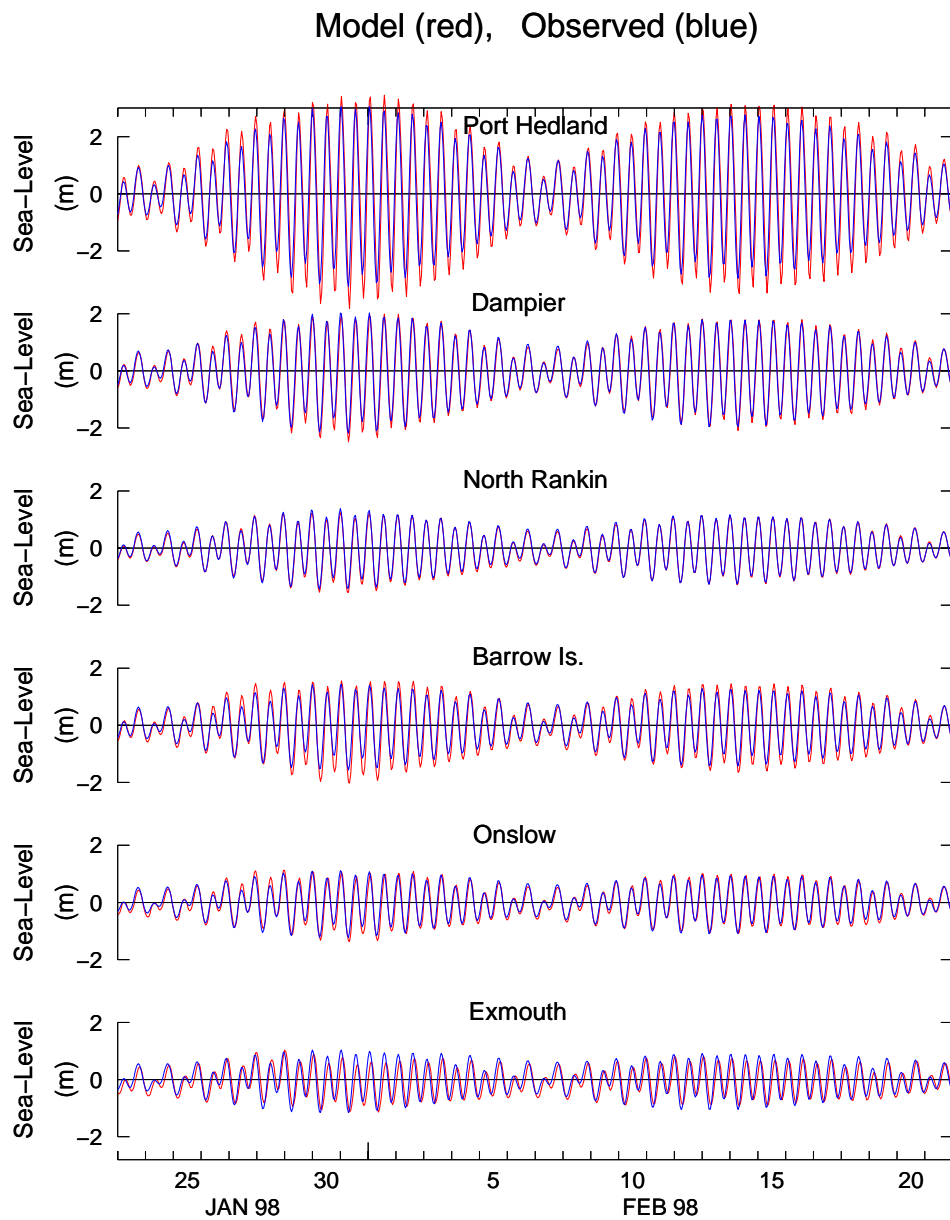 Model (red), Observed (blue)
Port Hedland
Sea-Level
(m)
2
0
−2
Dampier
Sea-Level
(m)
2
0
−2
North Rankin
Sea-Level
(m)
2
0
−2
Barrow Is.
Sea-Level
(m)
2
0
−2
Onslow
Sea-Level
(m)
2
0
−2
Exmouth
Sea-Level
(m)
2
0
−2
25 30 5 10 15 20
JAN 98 FEB 98